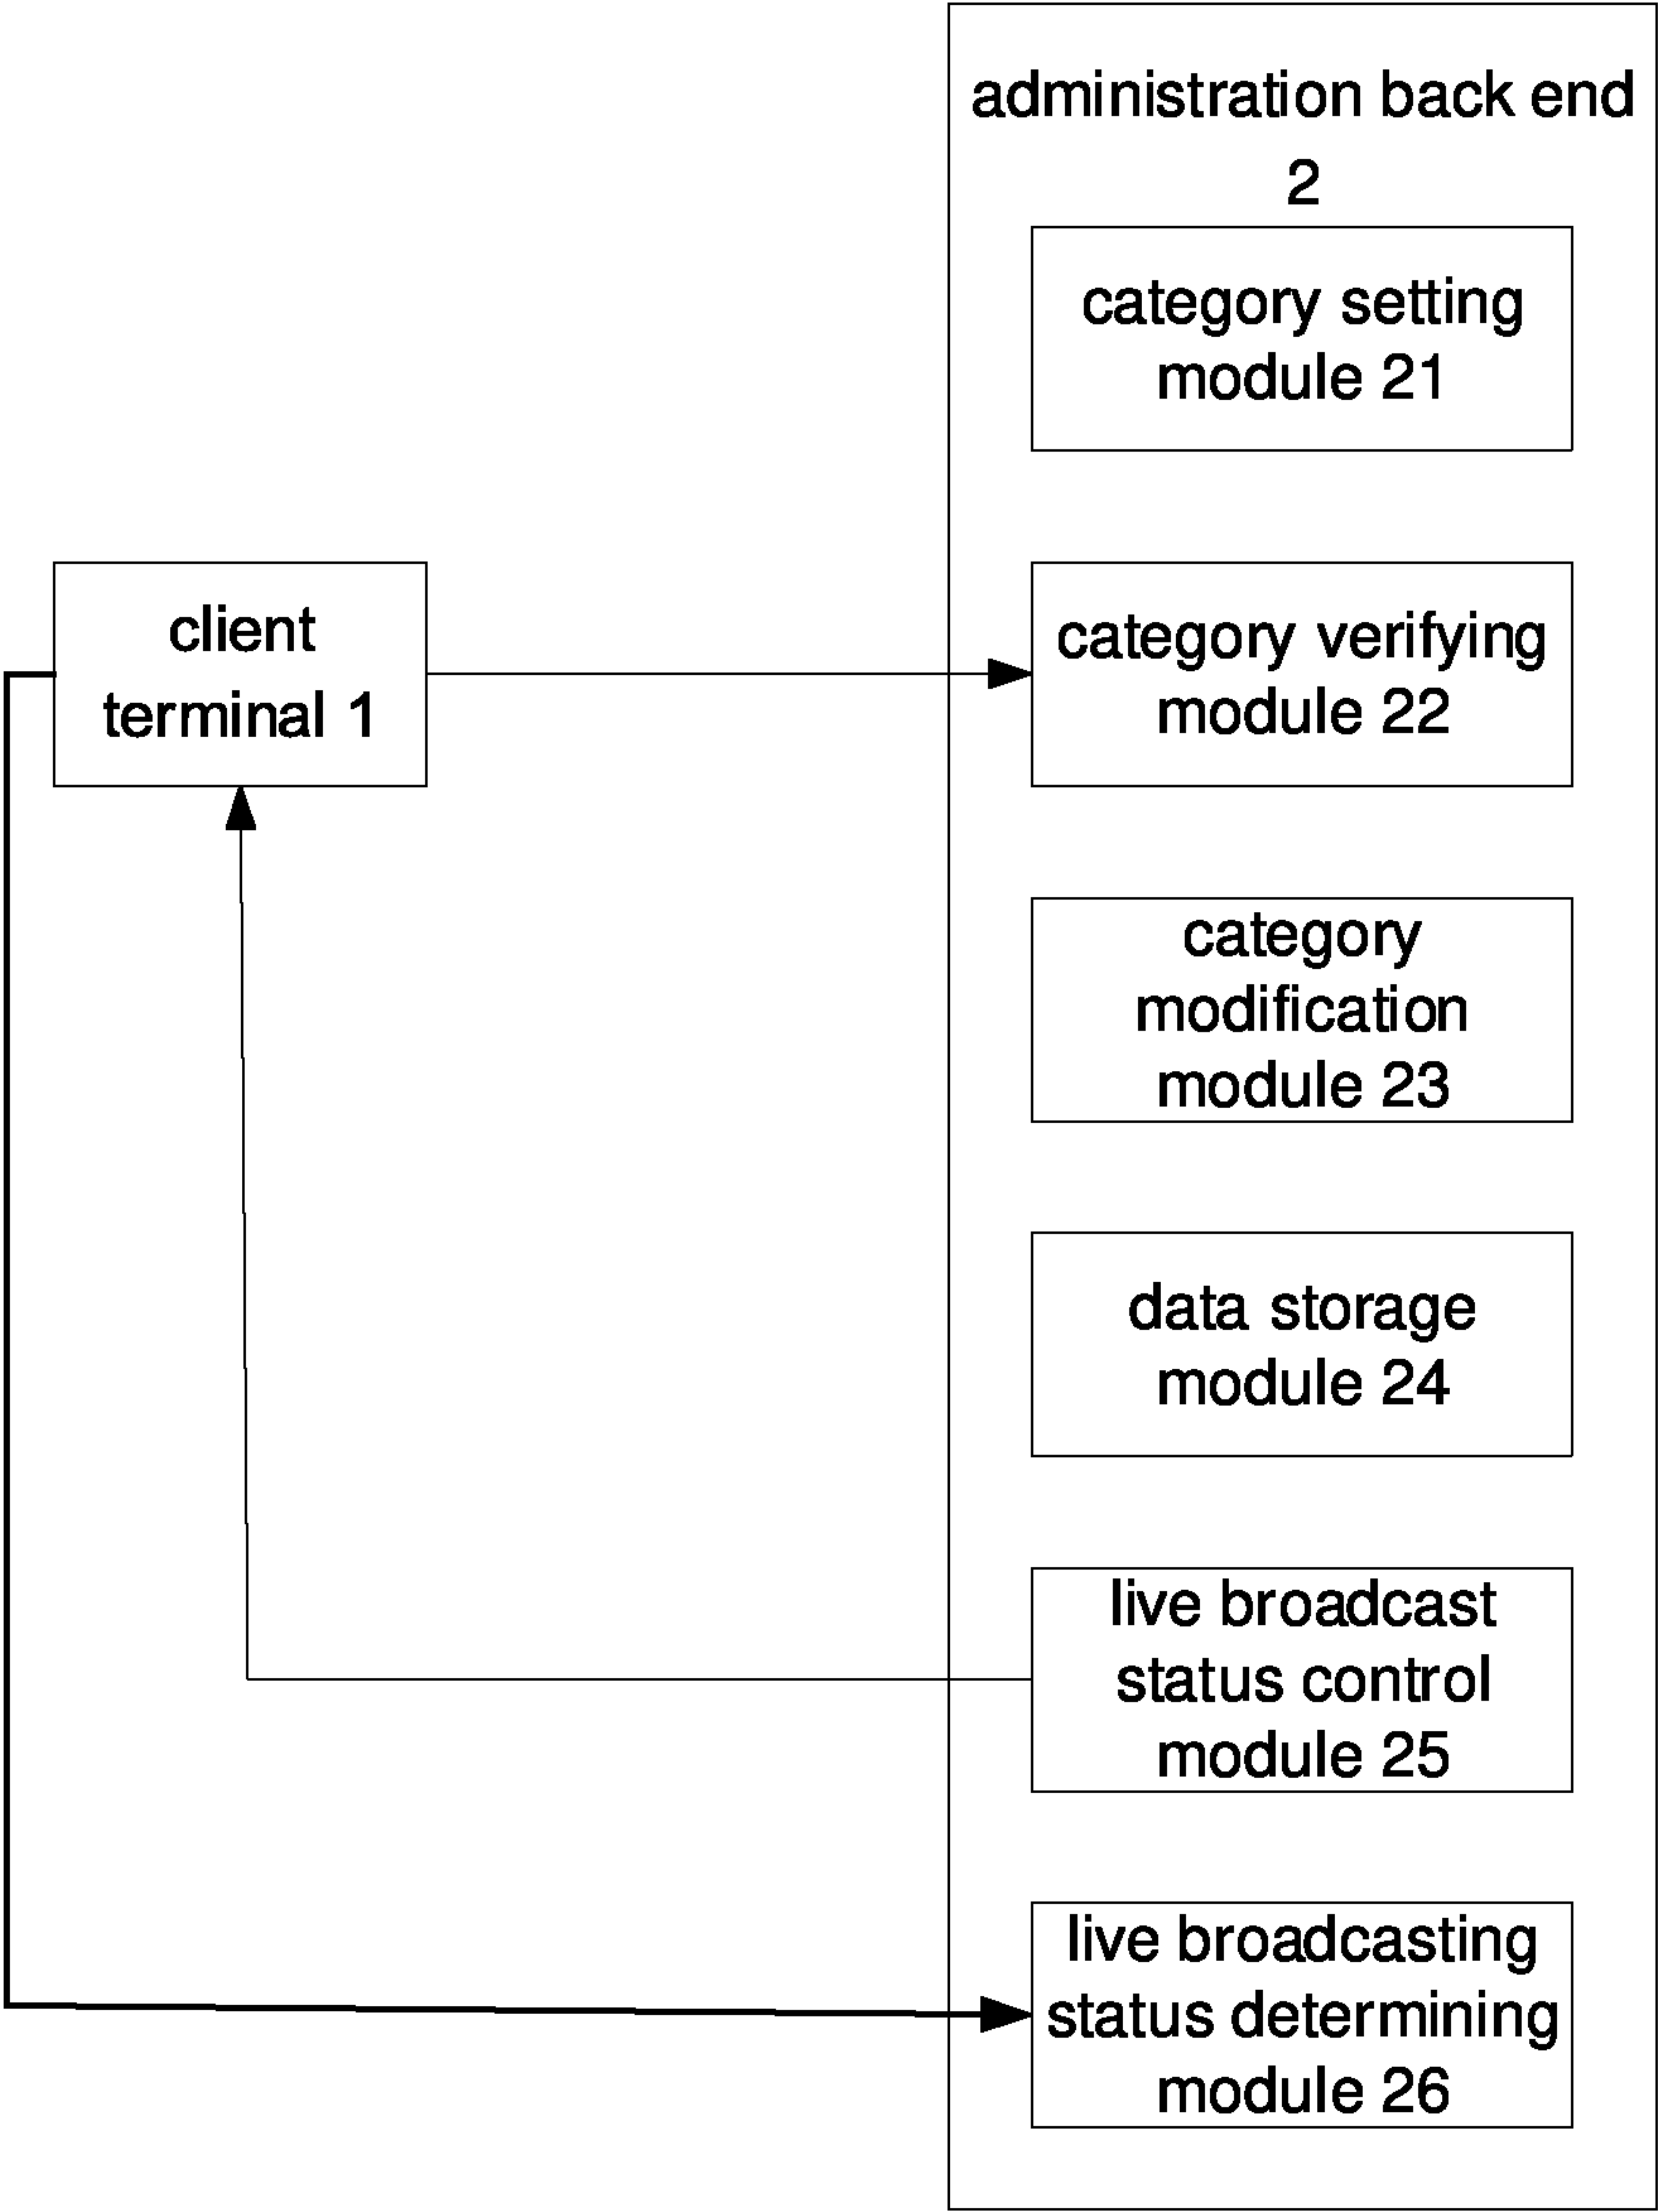 administration back end
2
category setting
module 21
client
terminal 1
category verifying
module 22
category
modification
module 23
data storage
module 24
live broadcast
status control
module 25
live broadcasting
status determining
module 26